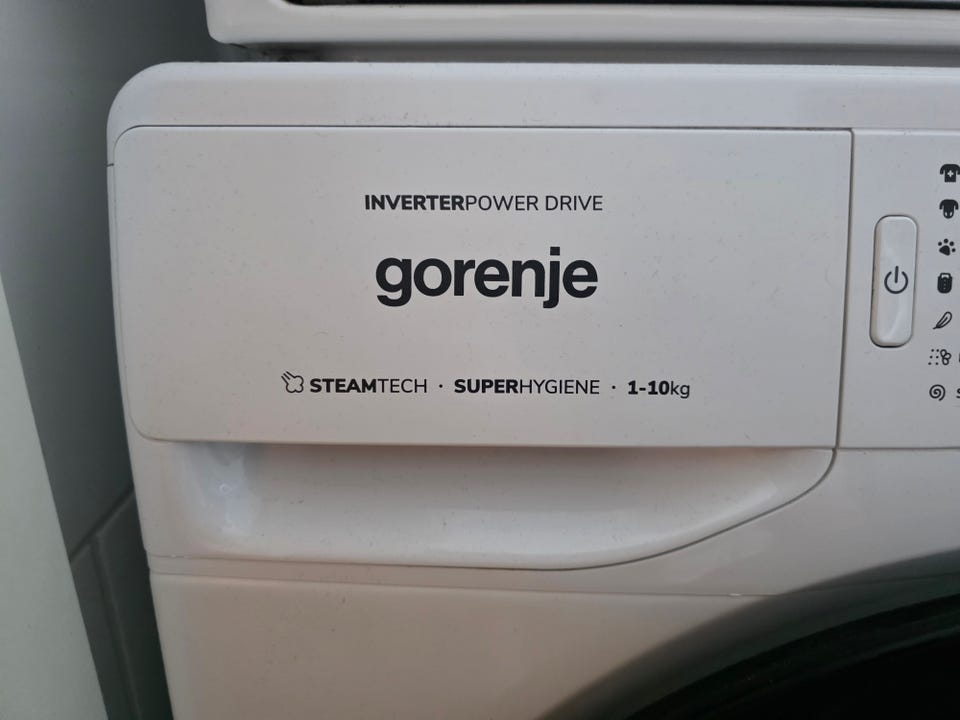 INVERTERPOWER DRIVE
gorenje
STEAMTECH · SUPERHYGIENE · 1-10kg